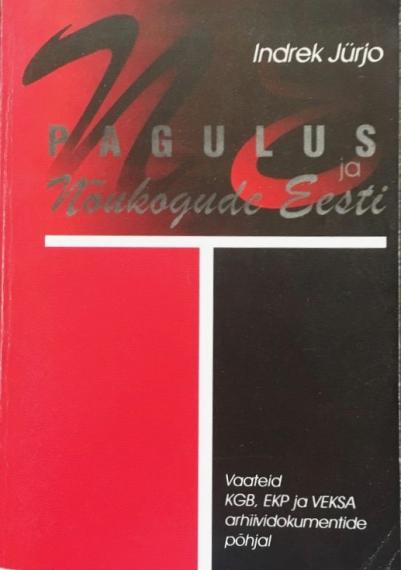 Indrek Jürjo
PAGULUS
ja
Nõukogude Eesti
Vaateid
KGB, EKP ja VEKSA
arhiividokumentide
põhjal